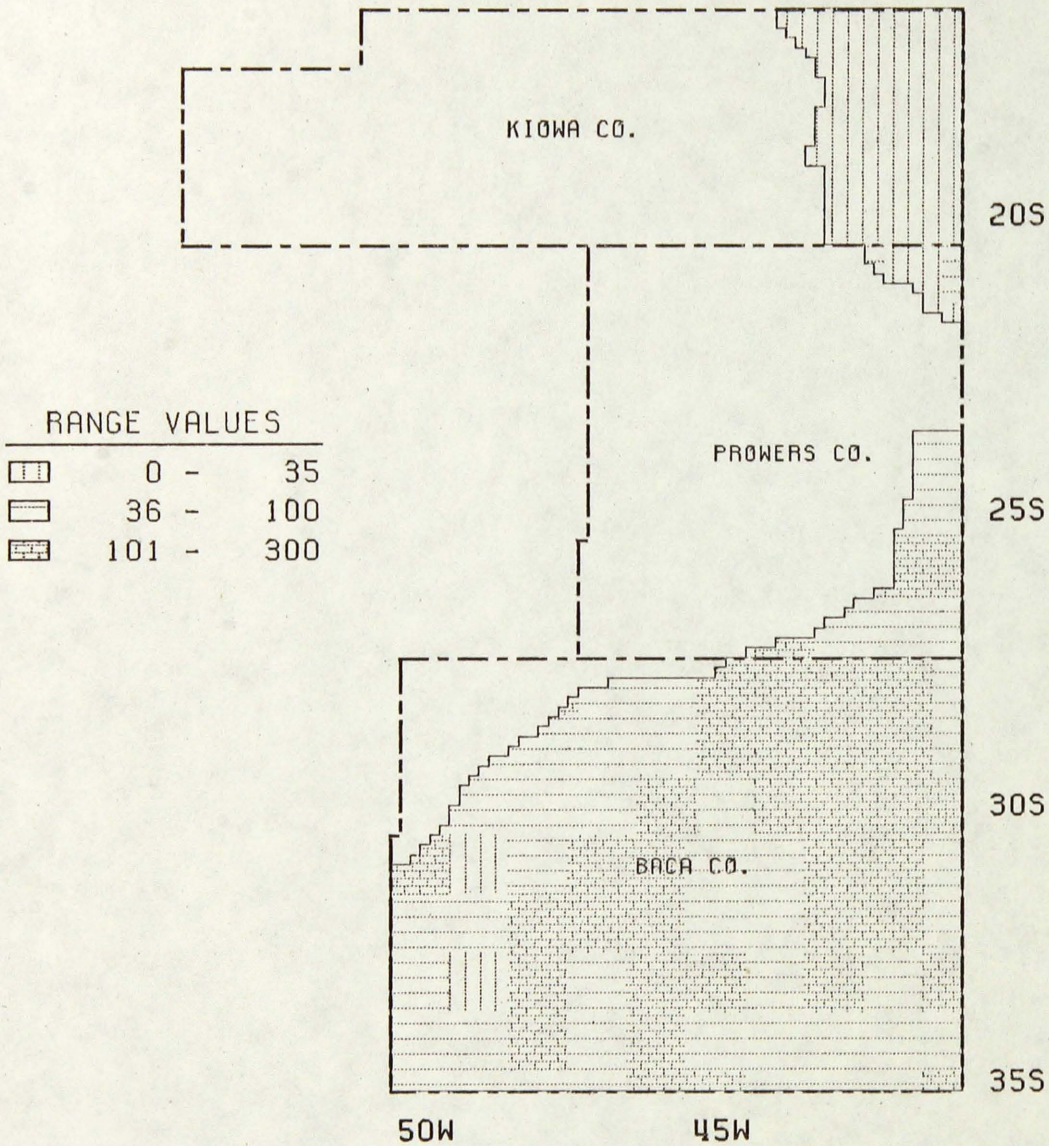 KIOWA CO.
20S
RANGE VALUES
0 - 35
36 - 100
101 - 300
PROWERS CO.
25S
30S
BACA CO.
35S
50W 45W